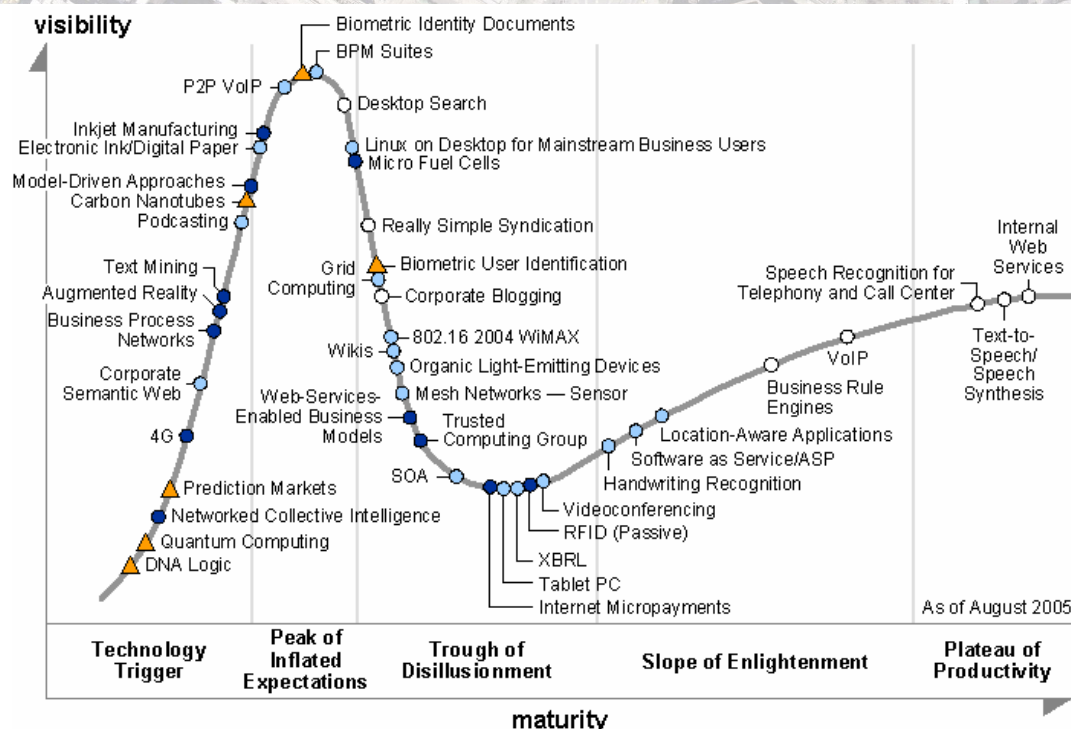 visibility
Biometric Identity Documents
BPM Suites
P2P VoIP
Desktop Search
Inkjet Manufacturing
Electronic Ink/Digital Paper
Linux on Desktop for Mainstream Business Users
Micro Fuel Cells
Model-Driven Approaches
Carbon Nanotubes
Podcasting
Really Simple Syndication
Text Mining
Augmented Reality
Business Process
Networks
Grid
Computing
Biometric User Identification
Corporate Blogging
Internal
Web
Services
Speech Recognition for
Telephony and Call Center
802.16 2004 WiMAX
Wikis
Organic Light-Emitting Devices
VoIP
Text-to-
Speech/
Speech
Synthesis
Corporate
Semantic Web
Mesh Networks — Sensor
Business Rule
Engines
Web-Services-
Enabled Business
Models
Trusted
Computing Group
4G
Location-Aware Applications
Software as Service/ASP
Handwriting Recognition
SOA
Prediction Markets
Networked Collective Intelligence
Quantum Computing
DNA Logic
Videoconferencing
RFID (Passive)
XBRL
Tablet PC
Internet Micropayments
As of August 2005
Technology
Trigger
Peak of
Inflated
Expectations
Trough of
Disillusionment
Slope of Enlightenment
Plateau of
Productivity
maturity